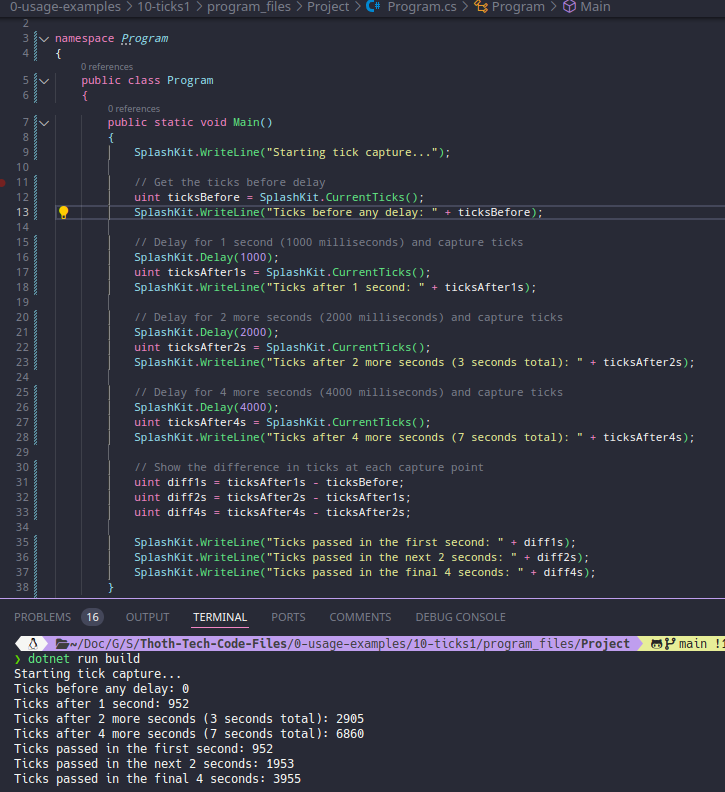 0-usage-examples > 10-ticks1 > program_files > Project > Program.cs > Program > Main
2
3 namespace Program
4 {
0 references
5 public class Program
6 {
0 references
7 public static void Main()
8 {
9 SplashKit.WriteLine("Starting tick capture...");
10
11 // Get the ticks before delay
12 uint ticksBefore = SplashKit.CurrentTicks();
13 SplashKit.WriteLine("Ticks before any delay: " + ticksBefore);
14
15 // Delay for 1 second (1000 milliseconds) and capture ticks
16 SplashKit.Delay(1000);
17 uint ticksAfter1s = SplashKit.CurrentTicks();
18 SplashKit.WriteLine("Ticks after 1 second: " + ticksAfter1s);
19
20 // Delay for 2 more seconds (2000 milliseconds) and capture ticks
21 SplashKit.Delay(2000);
22 uint ticksAfter2s = SplashKit.CurrentTicks();
23 SplashKit.WriteLine("Ticks after 2 more seconds (3 seconds total): " + ticksAfter2s);
24
25 // Delay for 4 more seconds (4000 milliseconds) and capture ticks
26 SplashKit.Delay(4000);
27 uint ticksAfter4s = SplashKit.CurrentTicks();
28 SplashKit.WriteLine("Ticks after 4 more seconds (7 seconds total): " + ticksAfter4s);
29
30 // Show the difference in ticks at each capture point
31 uint diff1s = ticksAfter1s - ticksBefore;
32 uint diff2s = ticksAfter2s - ticksAfter1s;
33 uint diff4s = ticksAfter4s - ticksAfter2s;
34
35 SplashKit.WriteLine("Ticks passed in the first second: " + diff1s);
36 SplashKit.WriteLine("Ticks passed in the next 2 seconds: " + diff2s);
37 SplashKit.WriteLine("Ticks passed in the final 4 seconds: " + diff4s);
38 }
PROBLEMS 16 OUTPUT TERMINAL PORTS COMMENTS DEBUG CONSOLE
~/Doc/G/S/Thoth-Tech-Code-Files/0-usage-examples/10-ticks1/program_files/Project main !1
❯ dotnet run build
Starting tick capture...
Ticks before any delay: 0
Ticks after 1 second: 952
Ticks after 2 more seconds (3 seconds total): 2905
Ticks after 4 more seconds (7 seconds total): 6860
Ticks passed in the first second: 952
Ticks passed in the next 2 seconds: 1953
Ticks passed in the final 4 seconds: 3955